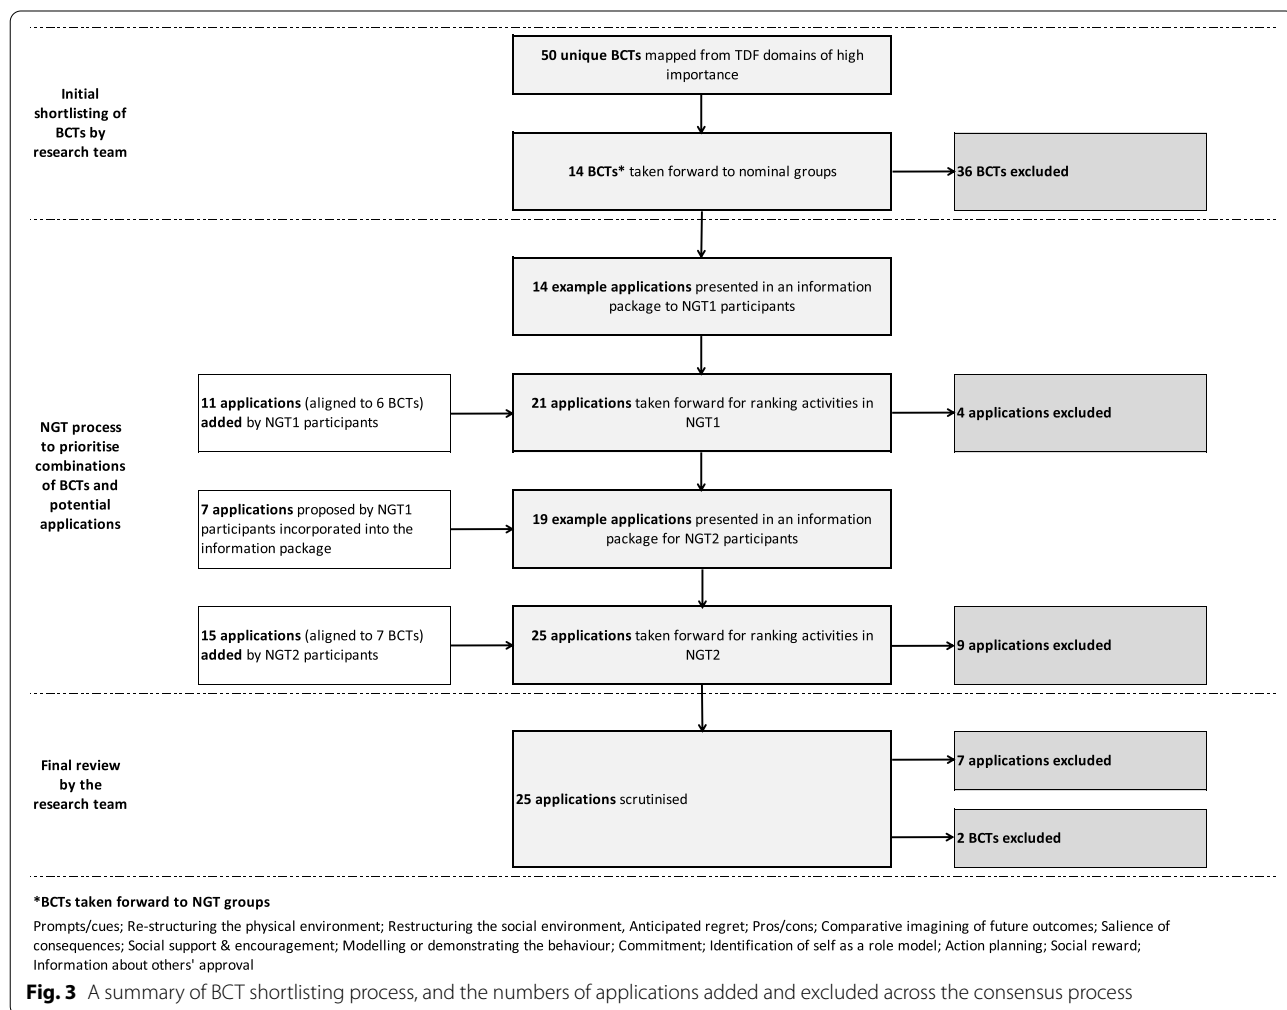 50 unique BCTs mapped from TDF domains of high
importance
Initial
shortlisting of
BCTs by
research team
14 BCTs* taken forward to nominal groups
36 BCTs excluded
14 example applications presented in an information
package to NGT1 participants
NGT process
to prioritise
combinations
of BCTs and
potential
applications
11 applications (aligned to 6 BCTs)
added by NGT1 participants
21 applications taken forward for ranking activities in
NGT1
4 applications excluded
7 applications proposed by NGT1
participants incorporated into the
information package
19 example applications presented in an information
package for NGT2 participants
15 applications (aligned to 7 BCTs)
added by NGT2 participants
25 applications taken forward for ranking activities in
NGT2
9 applications excluded
Final review
by the
research team
25 applications scrutinised
7 applications excluded
2 BCTs excluded
*BCTs taken forward to NGT groups
Prompts/cues; Re-structuring the physical environment; Restructuring the social environment, Anticipated regret; Pros/cons; Comparative imagining of future outcomes; Salience of
consequences; Social support & encouragement; Modelling or demonstrating the behaviour; Commitment; Identification of self as a role model; Action planning; Social reward;
Information about others' approval
Fig. 3 A summary of BCT shortlisting process, and the numbers of applications added and excluded across the consensus process